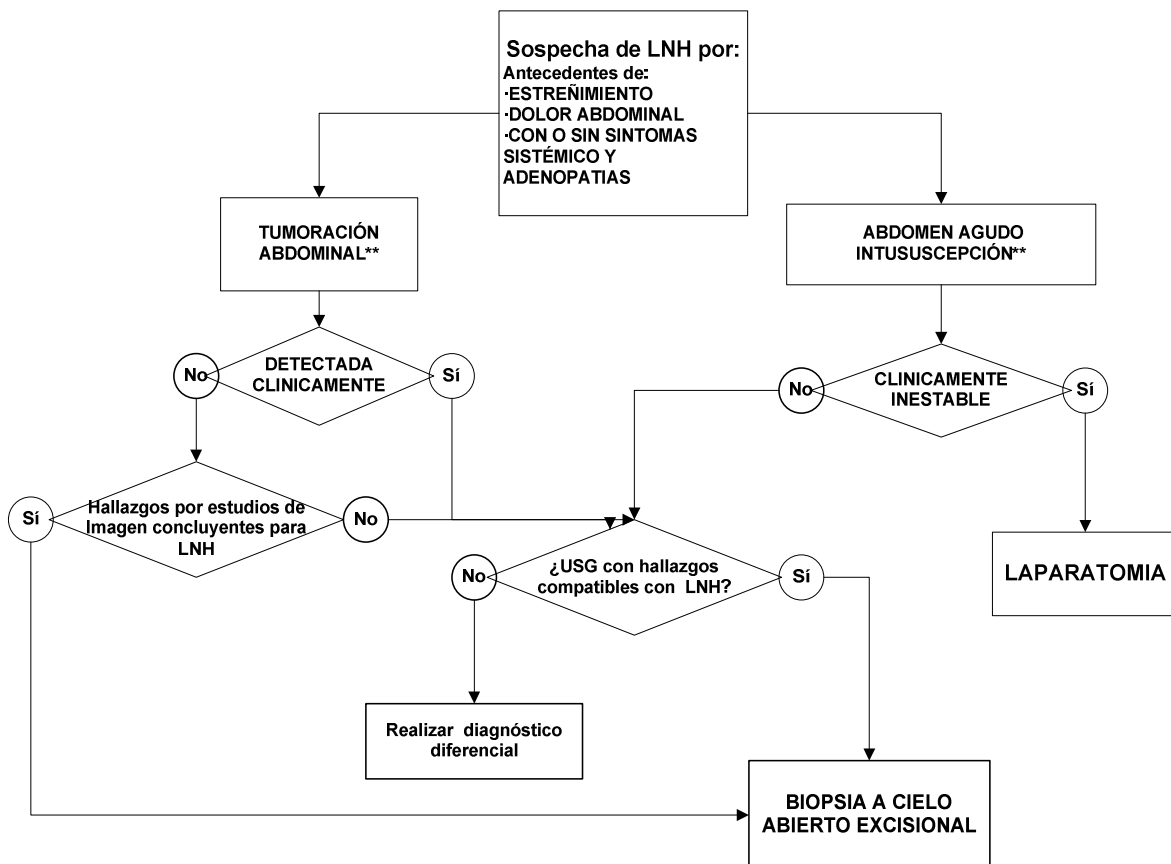 Sospecha de LNH por:
Antecedentes de:
·ESTREÑIMIENTO
·DOLOR ABDOMINAL
·CON O SIN SINTOMAS
SISTÉMICO Y
ADENOPATIAS
TUMORACIÓN
ABDOMINAL**
ABDOMEN AGUDO
INTUSUSCEPCIÓN**
No
DETECTADA
CLINICAMENTE
Sí
No
CLINICAMENTE
INESTABLE
Sí
Sí
Hallazgos por estudios de
Imagen concluyentes para
LNH
No
No
¿USG con hallazgos
compatibles con LNH?
Sí
LAPARATOMIA
Realizar diagnóstico
diferencial
BIOPSIA A CIELO
ABIERTO EXCISIONAL